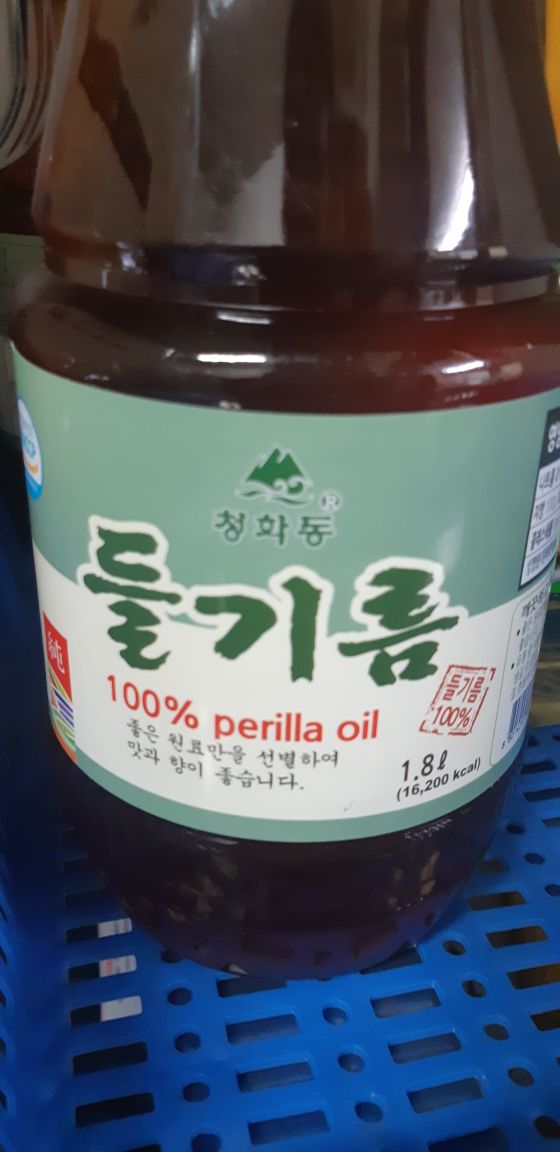 청화동
®
들기름
純
100% perilla oil
좋은 원료만을 선별하여
맛과 향이 좋습니다.
들기름
100%
1.8ℓ
(16,200 kcal)